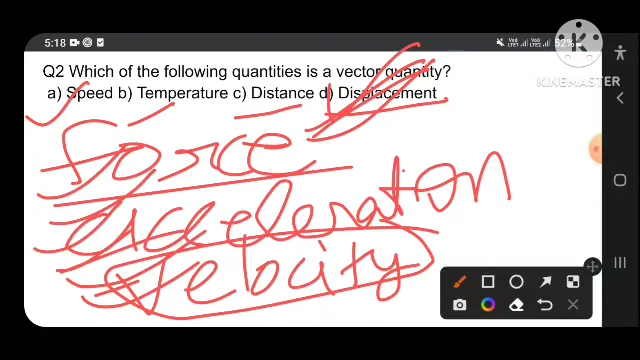 5:18 52%
KINEMASTER
Q2 Which of the following quantities is a vector quantity?
a) Speed b) Temperature c) Distance d) Displacement
Force
acceleration
Velocity